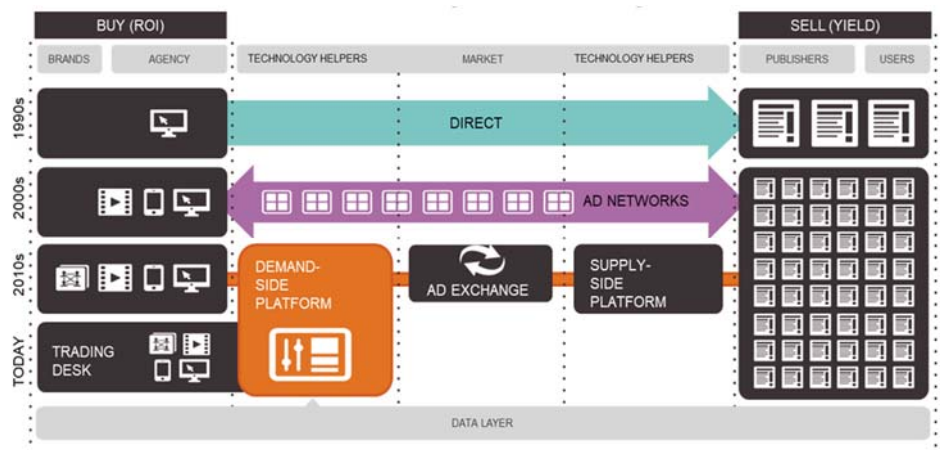 BUY (ROI)
SELL (YIELD)
BRANDS
AGENCY
TECHNOLOGY HELPERS
MARKET
TECHNOLOGY HELPERS
PUBLISHERS
USERS
1990s
DIRECT
2000s
AD NETWORKS
2010s
DEMAND-
SIDE
PLATFORM
AD EXCHANGE
SUPPLY-
SIDE
PLATFORM
TODAY
TRADING
DESK
DATA LAYER